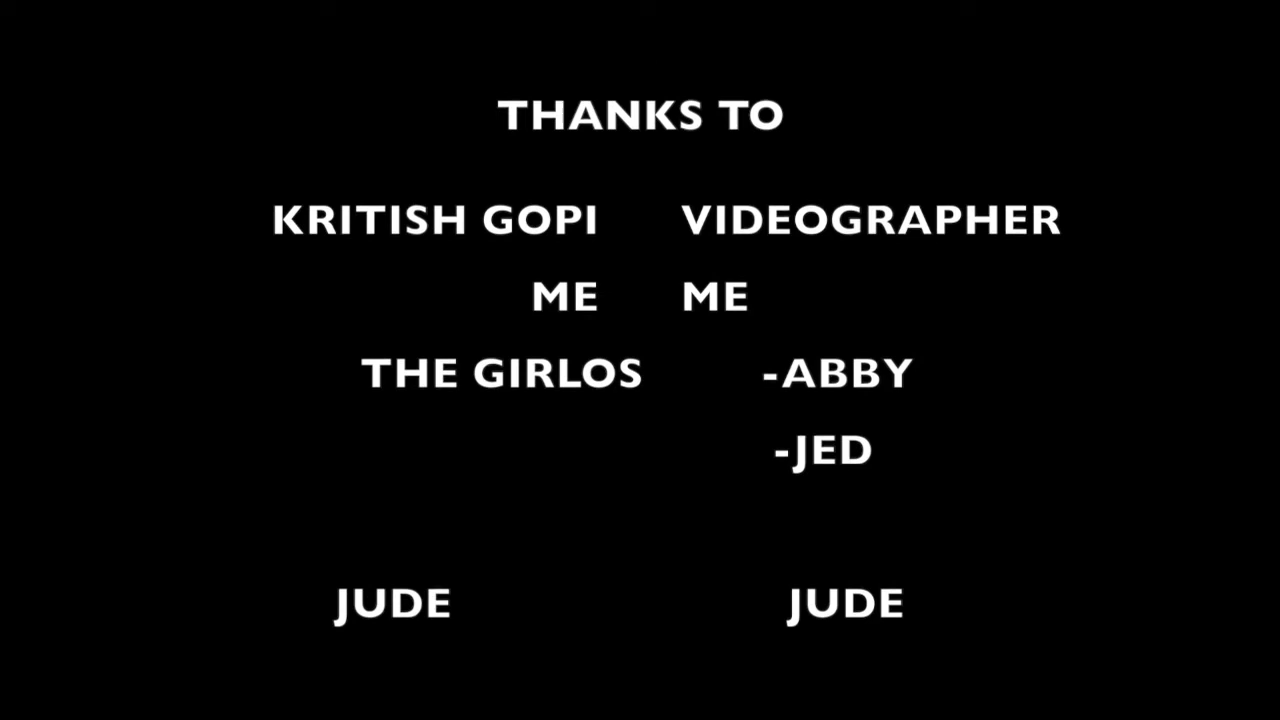 THANKS TO
KRITISH GOPI VIDEOGRAPHER
ME ME
THE GIRLOS -ABBY
-JED
JUDE JUDE